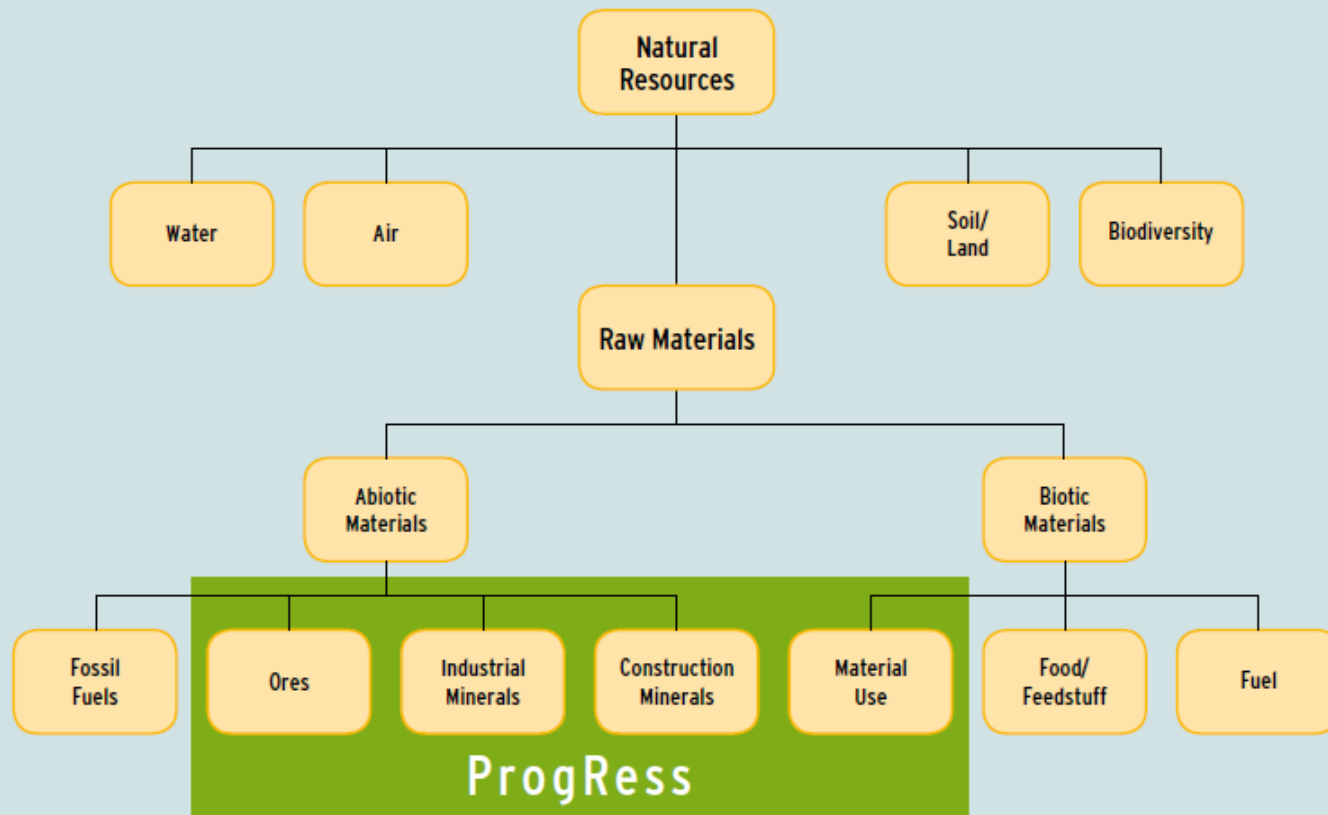 Natural
Resources
Water
Air
Soil/
Land
Biodiversity
Raw Materials
Abiotic
Materials
Biotic
Materials
Fossil
Fuels
Ores
Industrial
Minerals
Construction
Minerals
Material
Use
Food/
Feedstuff
Fuel
ProgRess